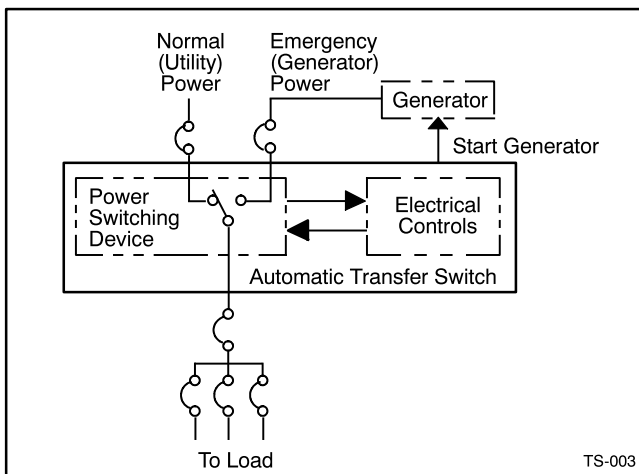 Normal
(Utility)
Power
Emergency
(Generator)
Power
Generator
Start Generator
Power
Switching
Device
Electrical
Controls
Automatic Transfer Switch
To Load
TS-003